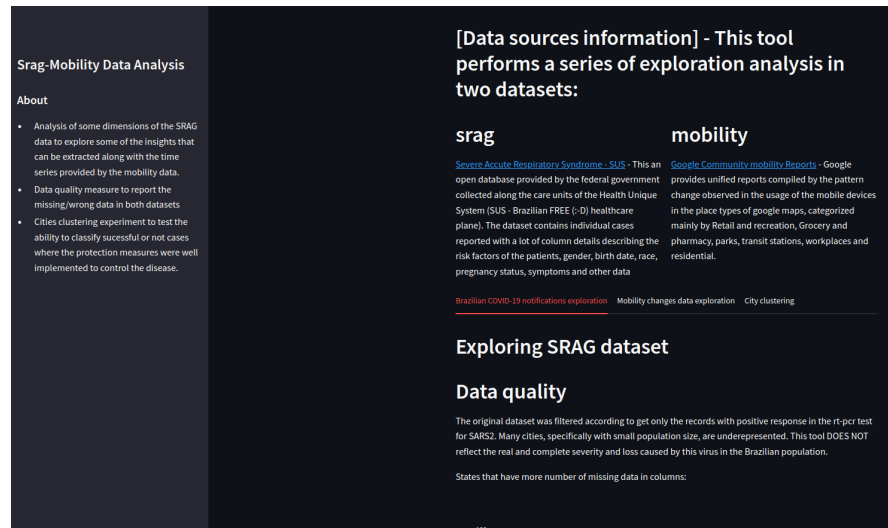 Srag-Mobility Data Analysis
About
• Analysis of some dimensions of the SRAG
data to explore some of the insights that
can be extracted along with the time
series provided by the mobility data.
• Data quality measure to report the
missing/wrong data in both datasets
• Cities clustering experiment to test the
ability to classify sucessful or not cases
where the protection measures were well
implemented to control the disease.
[Data sources information] - This tool
performs a series of exploration analysis in
two datasets:
srag
Severe Accute Respiratory Syndrome - SUS - This an
open database provided by the federal government
collected along the care units of the Health Unique
System (SUS - Brazilian FREE (:-D) healthcare
plane). The dataset contains individual cases
reported with a lot of column details describing the
risk factors of the patients, gender, birth date, race,
pregnancy status, symptoms and other data
mobility
Google Community mobility Reports - Google
provides unified reports compiled by the pattern
change observed in the usage of the mobile devices
in the place types of google maps, categorized
mainly by Retail and recreation, Grocery and
pharmacy, parks, transit stations, workplaces and
residential.
Brazilian COVID-19 notifications exploration Mobility changes data exploration City clustering
Exploring SRAG dataset
Data quality
The original dataset was filtered according to get only the records with positive response in the rt-pcr test
for SARS2. Many cities, specifically with small population size, are underepresented. This tool DOES NOT
reflect the real and complete severity and loss caused by this virus in the Brazilian population.
States that have more number of missing data in columns: